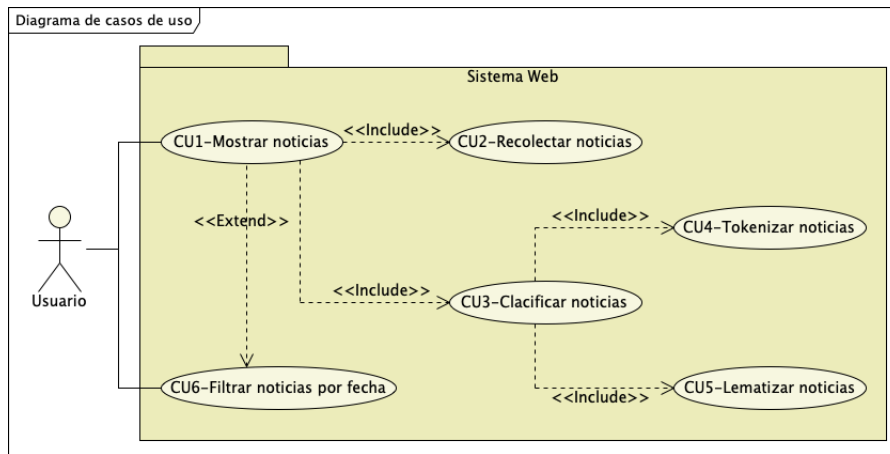 Diagrama de casos de uso
Sistema Web
CU1-Mostrar noticias
<<Include>>
CU2-Recolectar noticias
<<Extend>>
<<Include>>
CU4-Tokenizar noticias
Usuario
<<Include>>
CU3-Clacificar noticias
CU6-Filtrar noticias por fecha
<<Include>>
CU5-Lematizar noticias